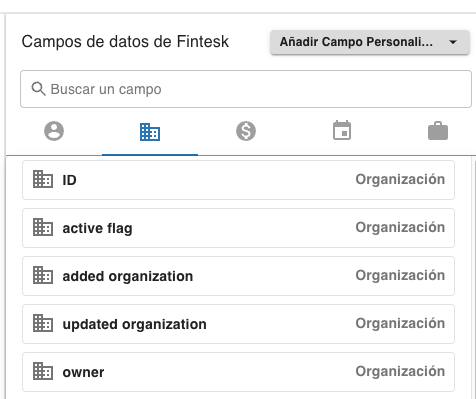 Campos de datos de Fintesk
Añadir Campo Personali...
Buscar un campo
ID Organización
active flag Organización
added organization Organización
updated organization Organización
owner Organización